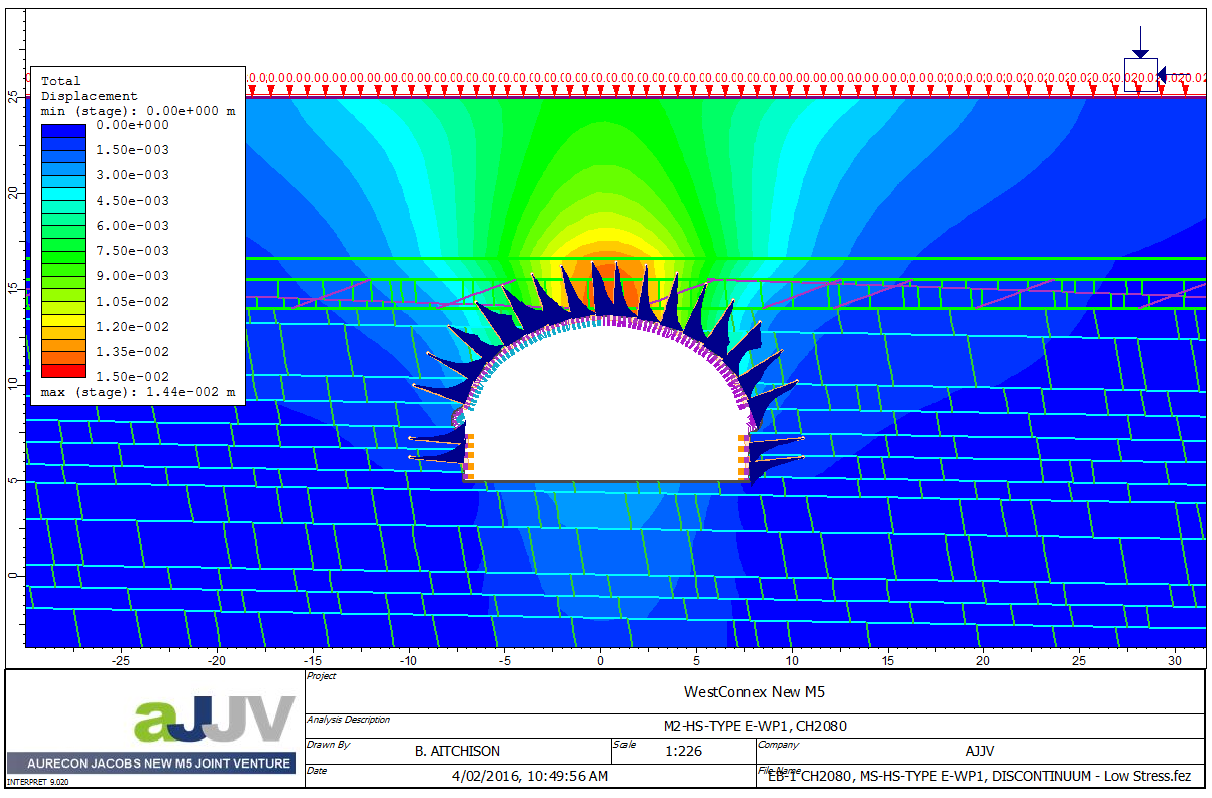 25
20
15
10
5
0
Total
Displacement
min (stage): 0.00e+000 m
0.00e+000
1.50e-003
3.00e-003
4.50e-003
6.00e-003
7.50e-003
9.00e-003
1.05e-002
1.20e-002
1.35e-002
1.50e-002
max (stage): 1.44e-002 m
-25 -20 -15 -10 -5 0 5 10 15 20 25 30
aJJV
AURECON JACOBS NEW M5 JOINT VENTURE
INTERPRET 9.020
Project
WestConnex New M5
Analysis Description
M2-HS-TYPE E-WP1, CH2080
Drawn By B. AITCHISON Scale 1:226 Company AJJV
Date 4/02/2016, 10:49:56 AM File Name EB-1 CH2080, MS-HS-TYPE E-WP1, DISCONTINUUM - Low Stress.fez